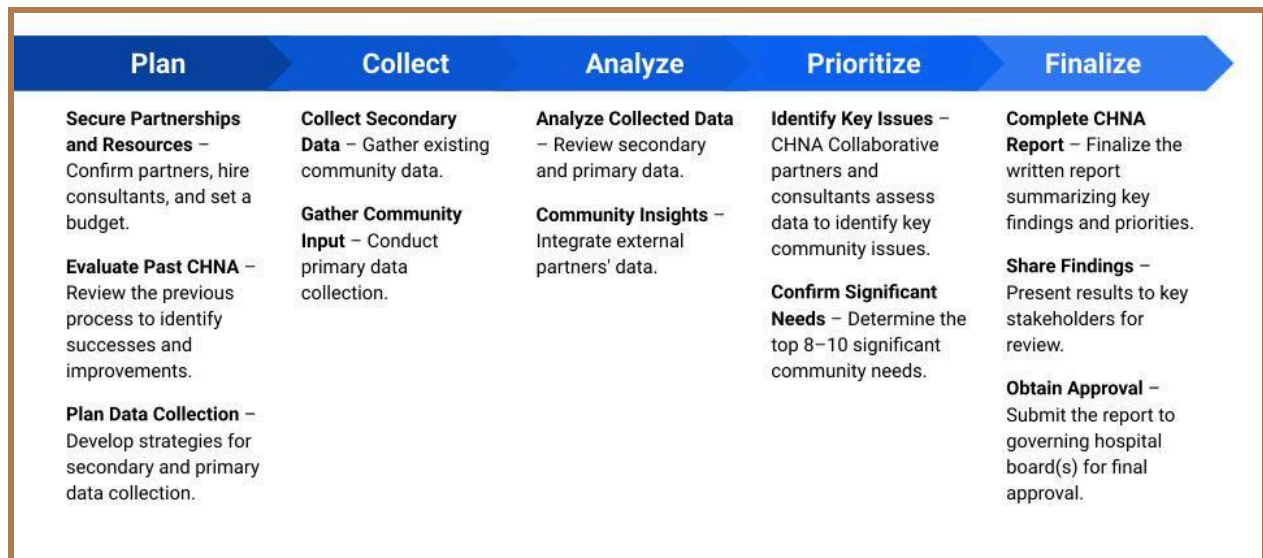 Plan
Collect
Analyze
Prioritize
Finalize
Secure Partnerships
and Resources –
Confirm partners, hire
consultants, and set a
budget.
Evaluate Past CHNA –
Review the previous
process to identify
successes and
improvements.
Plan Data Collection –
Develop strategies for
secondary and primary
data collection.
Collect Secondary
Data – Gather existing
community data.
Gather Community
Input – Conduct
primary data
collection.
Analyze Collected Data
– Review secondary
and primary data.
Community Insights –
Integrate external
partners' data.
Identify Key Issues –
CHNA Collaborative
partners and
consultants assess
data to identify key
community issues.
Confirm Significant
Needs – Determine the
top 8–10 significant
community needs.
Complete CHNA
Report – Finalize the
written report
summarizing key
findings and priorities.
Share Findings –
Present results to key
stakeholders for
review.
Obtain Approval –
Submit the report to
governing hospital
board(s) for final
approval.